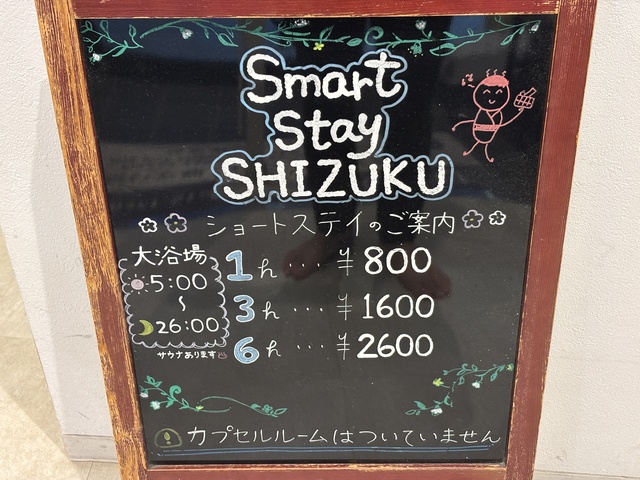 Smart
Stay
SHIZUKU
ショートステイのご案内
大浴場
5:00
〜
26:00
サウナあります
1h ... ¥800
3h ... ¥1600
6h ... ¥2600
カプセルルームはついていません